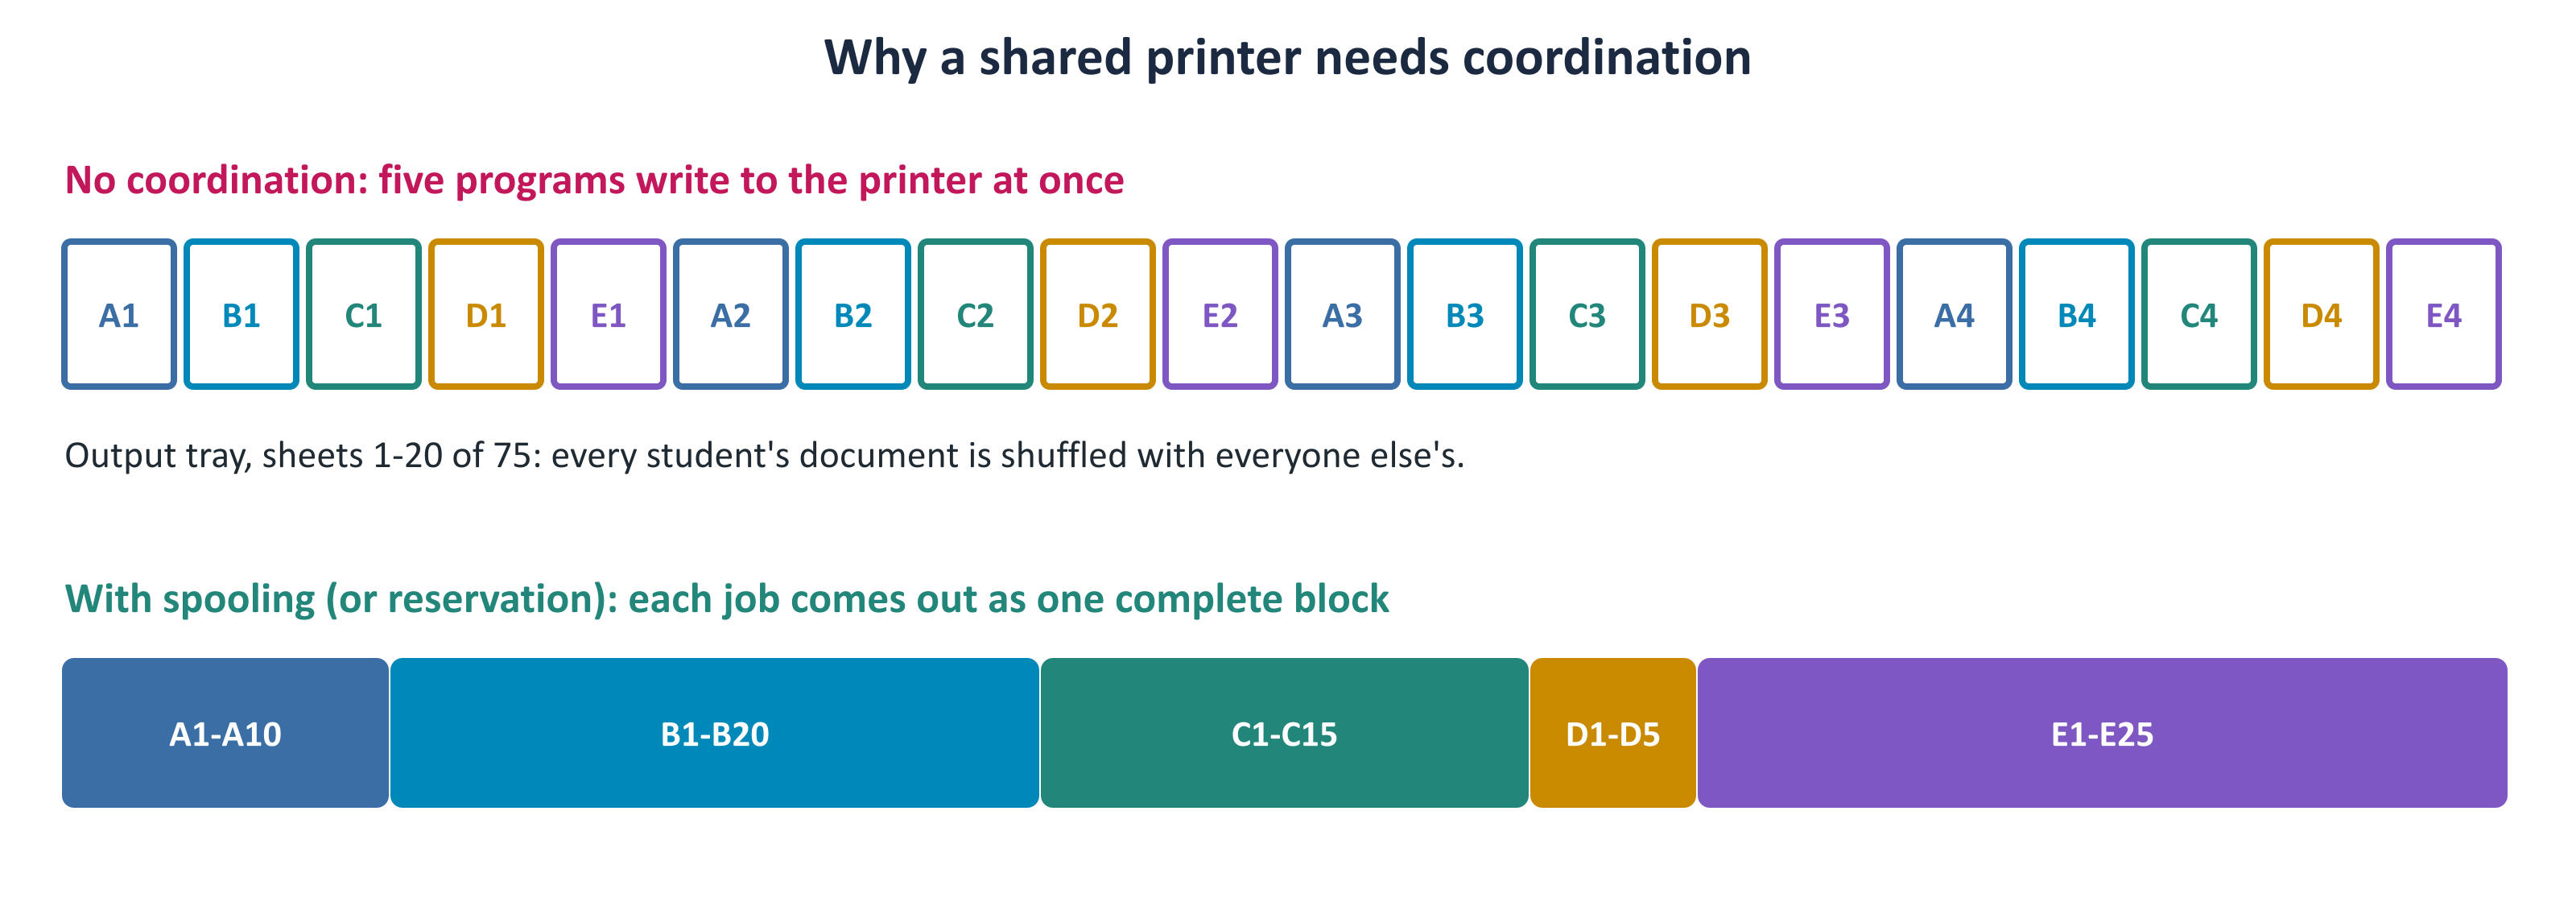 Why a shared printer needs coordination
No coordination: five programs write to the printer at once
A1 B1 C1 D1 E1 A2 B2 C2 D2 E2 A3 B3 C3 D3 E3 A4 B4 C4 D4 E4
Output tray, sheets 1-20 of 75: every student's document is shuffled with everyone else's.
With spooling (or reservation): each job comes out as one complete block
A1-A10 B1-B20 C1-C15 D1-D5 E1-E25